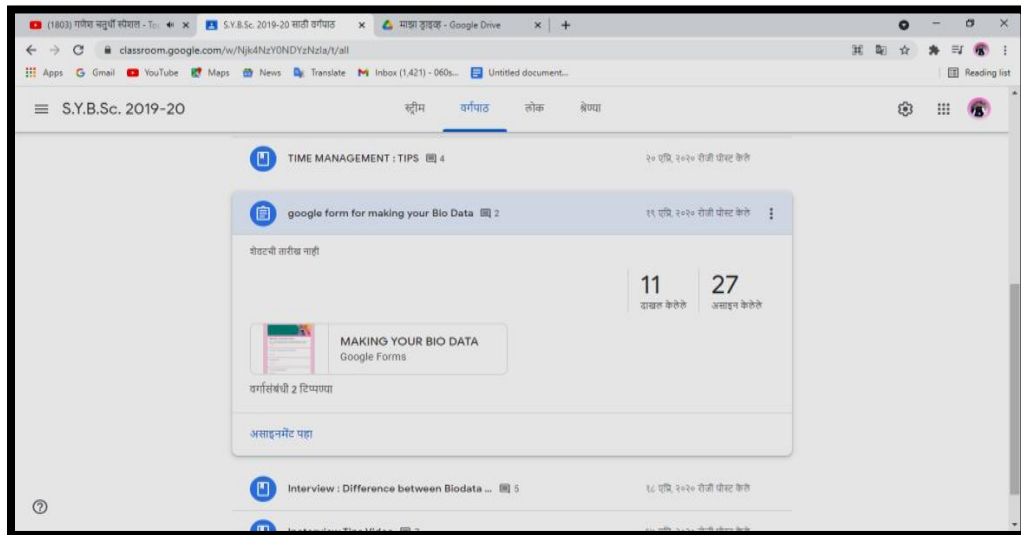 (1803) गणेश चतुर्थी स्पेशल - To
S.Y.B.Sc. 2019-20 साठी वर्गपाठ
माझा ड्राइव्ह - Google Drive
classroom.google.com/w/Njk4NzY0NDYzNzla/t/all
Apps Gmail YouTube Maps News Translate Inbox (1,421) - 060s... Untitled document... Reading list
S.Y.B.Sc. 2019-20 स्ट्रीम वर्गपाठ लोक श्रेण्या
TIME MANAGEMENT : TIPS 4 २० एप्रि, २०२० रोजी पोस्ट केले
google form for making your Bio Data 2 १९ एप्रि, २०२० रोजी पोस्ट केले
शेवटची तारीख नाही
11 27
दाखल केलेले असाइन केलेले
MAKING YOUR BIO DATA
Google Forms
वर्गासंबंधी 2 टिप्पण्या
असाइनमेंट पहा
Interview : Difference between Biodata ... 5 १८ एप्रि, २०२० रोजी पोस्ट केले